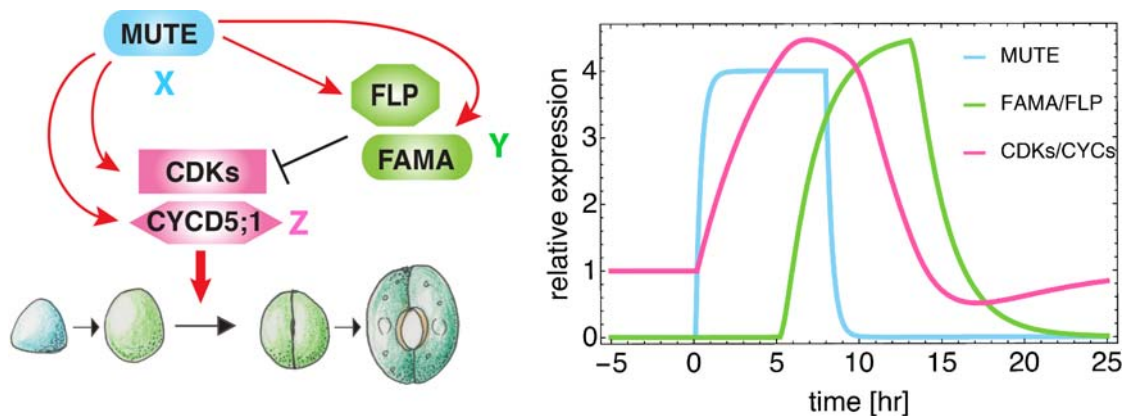 MUTE
X
FLP
FAMA
Y
CDKs
CYCD5;1
Z
relative expression
4
3
2
1
0
−5
0
5
10
15
20
25
time [hr]
MUTE
FAMA/FLP
CDKs/CYCs